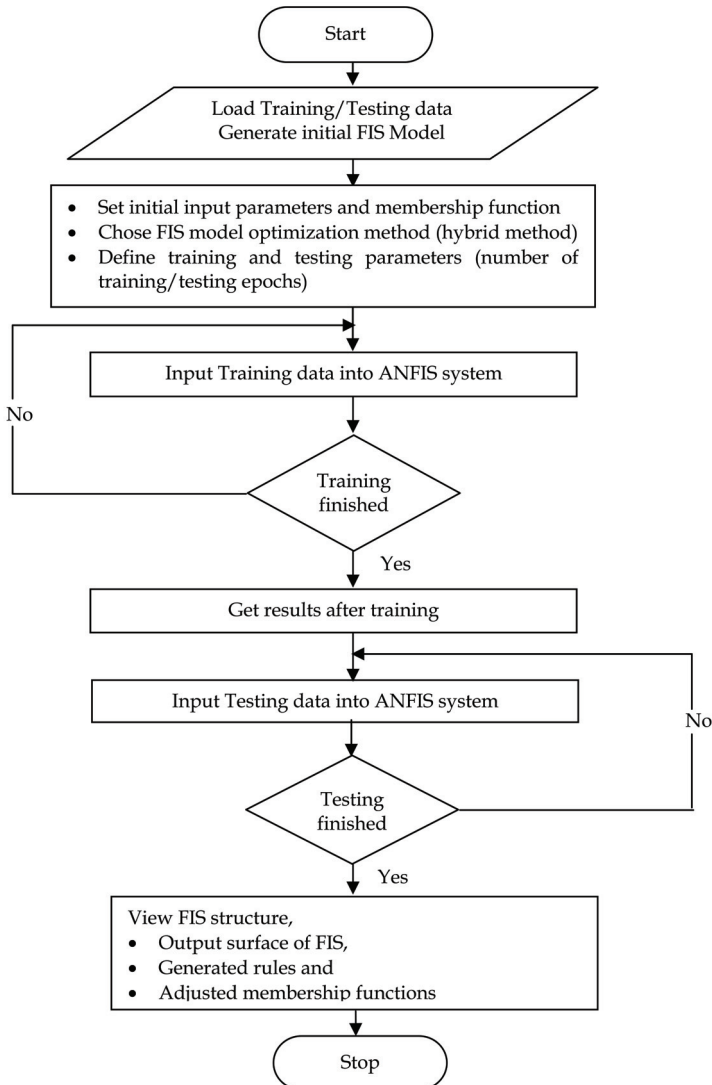 Start
Load Training/Testing data
Generate initial FIS Model
• Set initial input parameters and membership function
• Chose FIS model optimization method (hybrid method)
• Define training and testing parameters (number of
training/testing epochs)
Input Training data into ANFIS system
No
Training
finished
Yes
Get results after training
Input Testing data into ANFIS system
No
Testing
finished
Yes
View FIS structure,
• Output surface of FIS,
• Generated rules and
• Adjusted membership functions
Stop